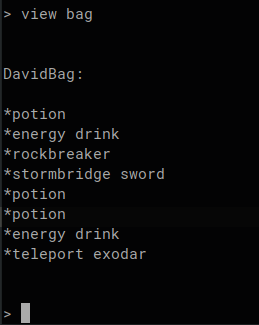 > view bag
DavidBag:
*potion
*energy drink
*rockbreaker
*stormbridge sword
*potion
*potion
*energy drink
*teleport exodar
>